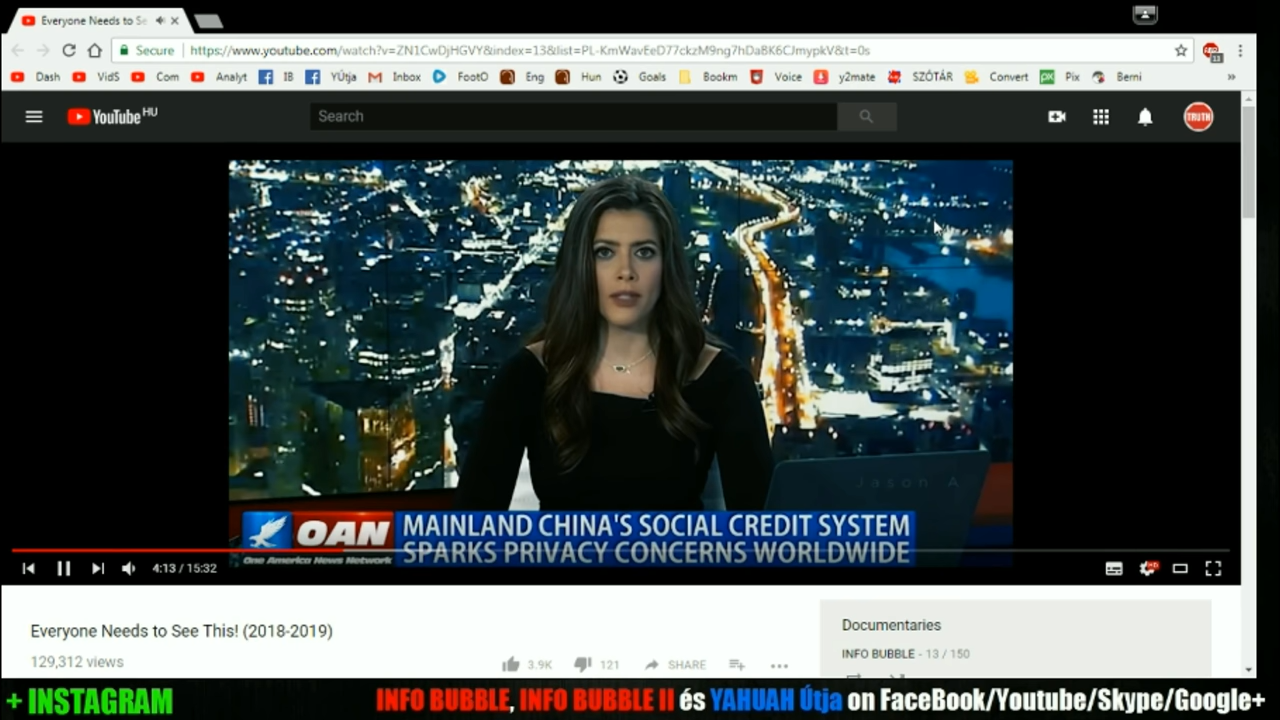 Everyone Needs to Se
Secure https://www.youtube.com/watch?v=ZN1CwDjHGVY&index=13&list=PL-KmWavEeD77ckzM9ng7hDa8K6CJmypkV&t=0s
Dash VidS Com Analyt IB YÚtja Inbox FootO Eng Hun Goals Bookm Voice y2mate SZÓTÁR Convert Pix Berni »
YouTube HU Search TRUTH
Jason A
OAN MAINLAND CHINA'S SOCIAL CREDIT SYSTEM
One America News Network SPARKS PRIVACY CONCERNS WORLDWIDE
4:13 / 15:32 HD
Everyone Needs to See This! (2018-2019)
129,312 views
3.9K 121 SHARE
Documentaries
INFO BUBBLE - 13 / 150
+ INSTAGRAM INFO BUBBLE, INFO BUBBLE II és YAHUAH Útja on FaceBook/Youtube/Skype/Google+